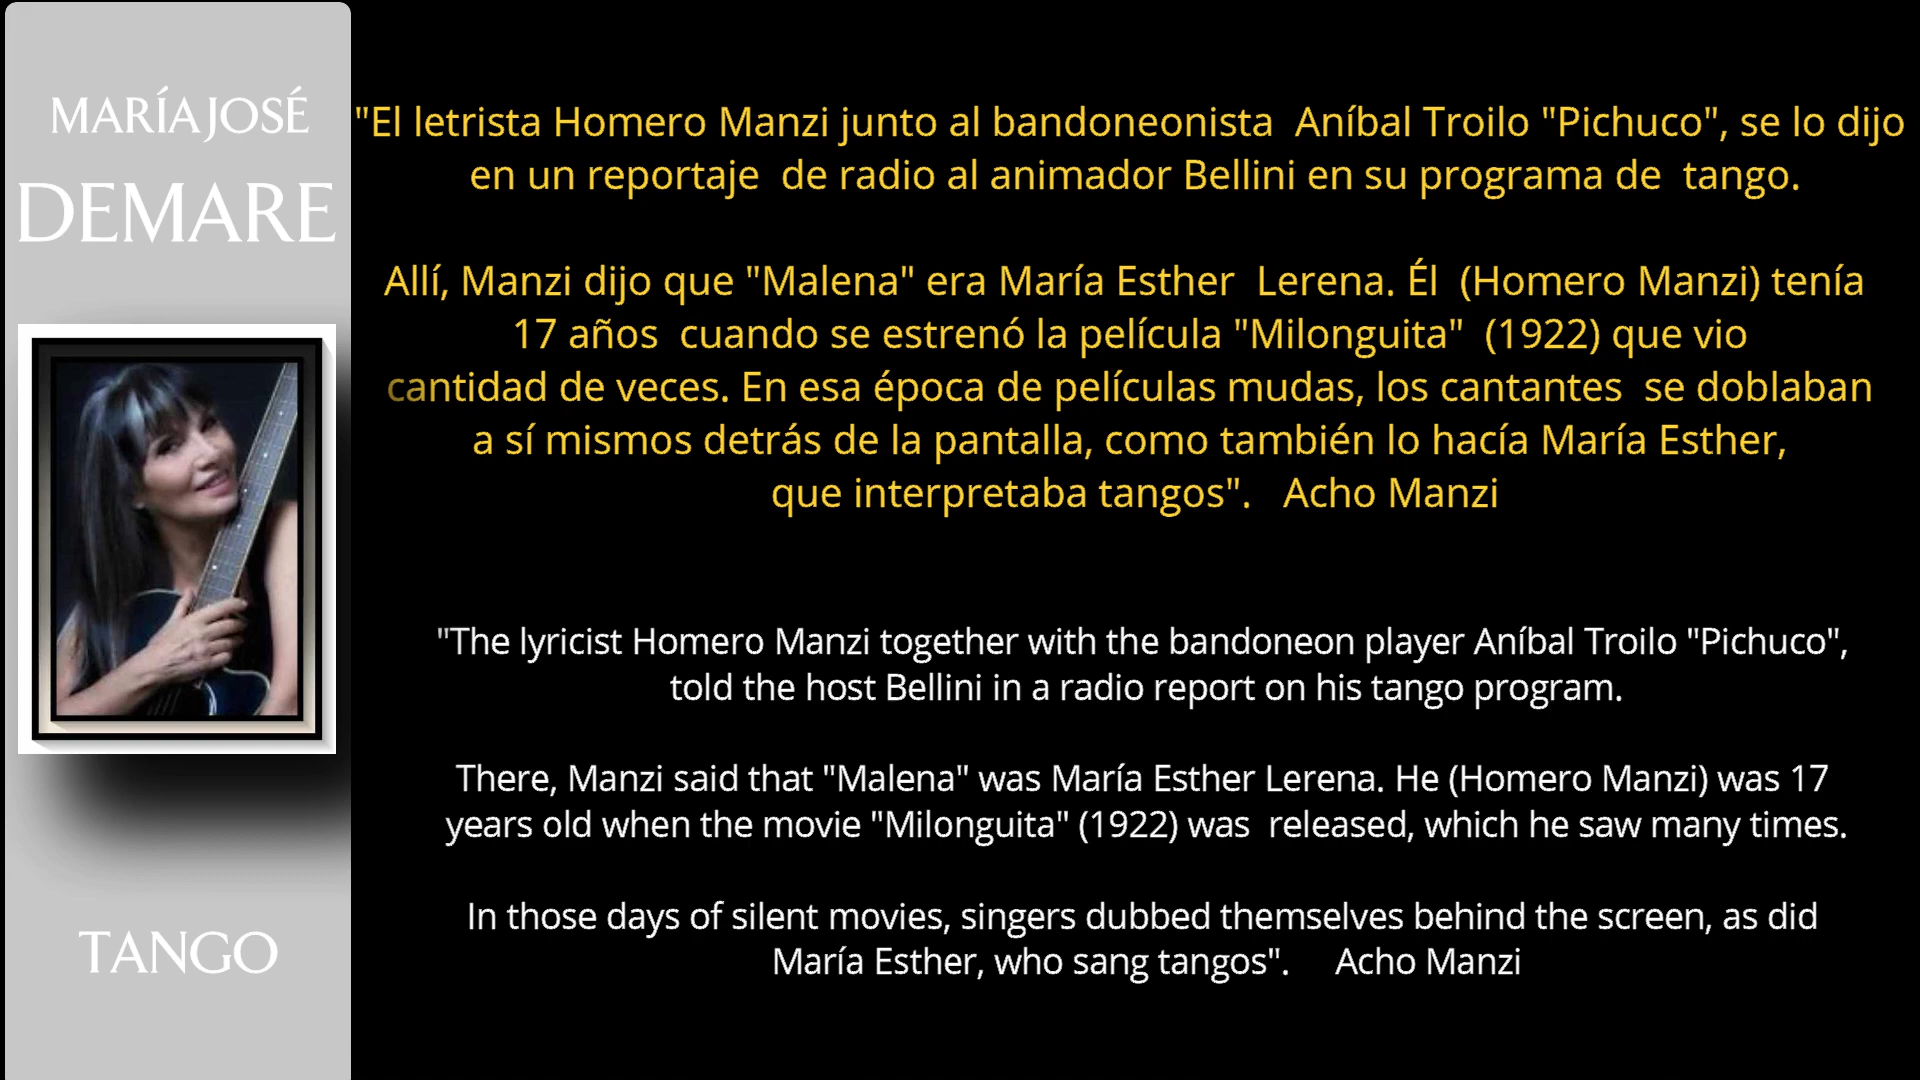 MARÍA JOSÉ
DEMARE
TANGO
"El letrista Homero Manzi junto al bandoneonista Aníbal Troilo "Pichuco", se lo dijo
en un reportaje de radio al animador Bellini en su programa de tango.
Allí, Manzi dijo que "Malena" era María Esther Lerena. Él (Homero Manzi) tenía
17 años cuando se estrenó la película "Milonguita" (1922) que vio
cantidad de veces. En esa época de películas mudas, los cantantes se doblaban
a sí mismos detrás de la pantalla, como también lo hacía María Esther,
que interpretaba tangos". Acho Manzi
"The lyricist Homero Manzi together with the bandoneon player Aníbal Troilo "Pichuco",
told the host Bellini in a radio report on his tango program.
There, Manzi said that "Malena" was María Esther Lerena. He (Homero Manzi) was 17
years old when the movie "Milonguita" (1922) was released, which he saw many times.
In those days of silent movies, singers dubbed themselves behind the screen, as did
María Esther, who sang tangos". Acho Manzi